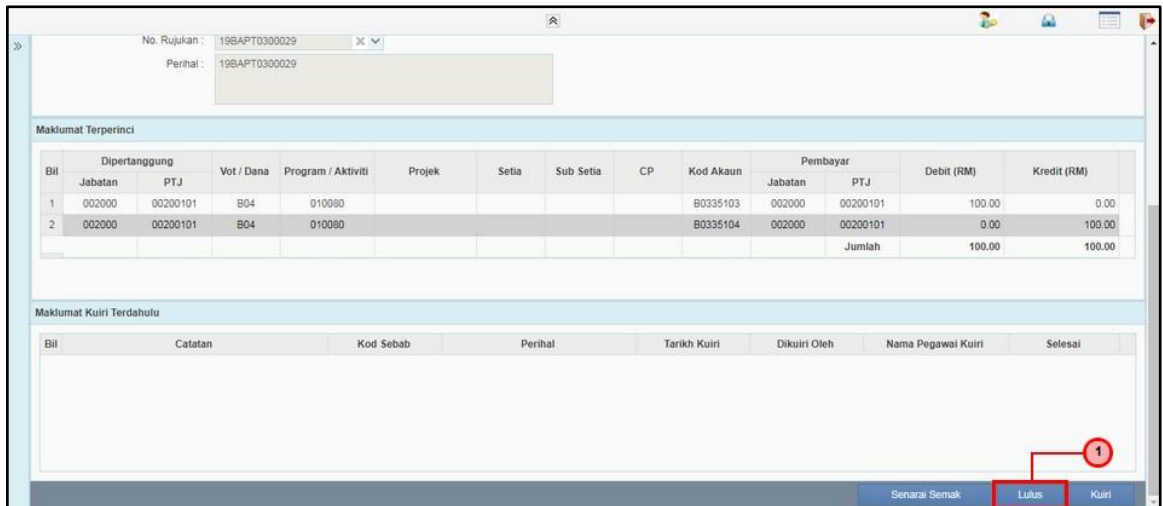 No. Rujukan : 19BAPT0300029
Perihal : 19BAPT0300029
Maklumat Terperinci
Bil Dipertanggung Vot / Dana Program / Aktiviti Projek Setia Sub Setia CP Kod Akaun Pembayar Debit (RM) Kredit (RM)
Jabatan PTJ Jabatan PTJ
1 002000 00200101 B04 010080 B0335103 002000 00200101 100.00 0.00
2 002000 00200101 B04 010080 B0335104 002000 00200101 0.00 100.00
Jumlah 100.00 100.00
Maklumat Kuiri Terdahulu
Bil Catatan Kod Sebab Perihal Tarikh Kuiri Dikuiri Oleh Nama Pegawai Kuiri Selesai
1
Senarai Semak Lulus Kuiri